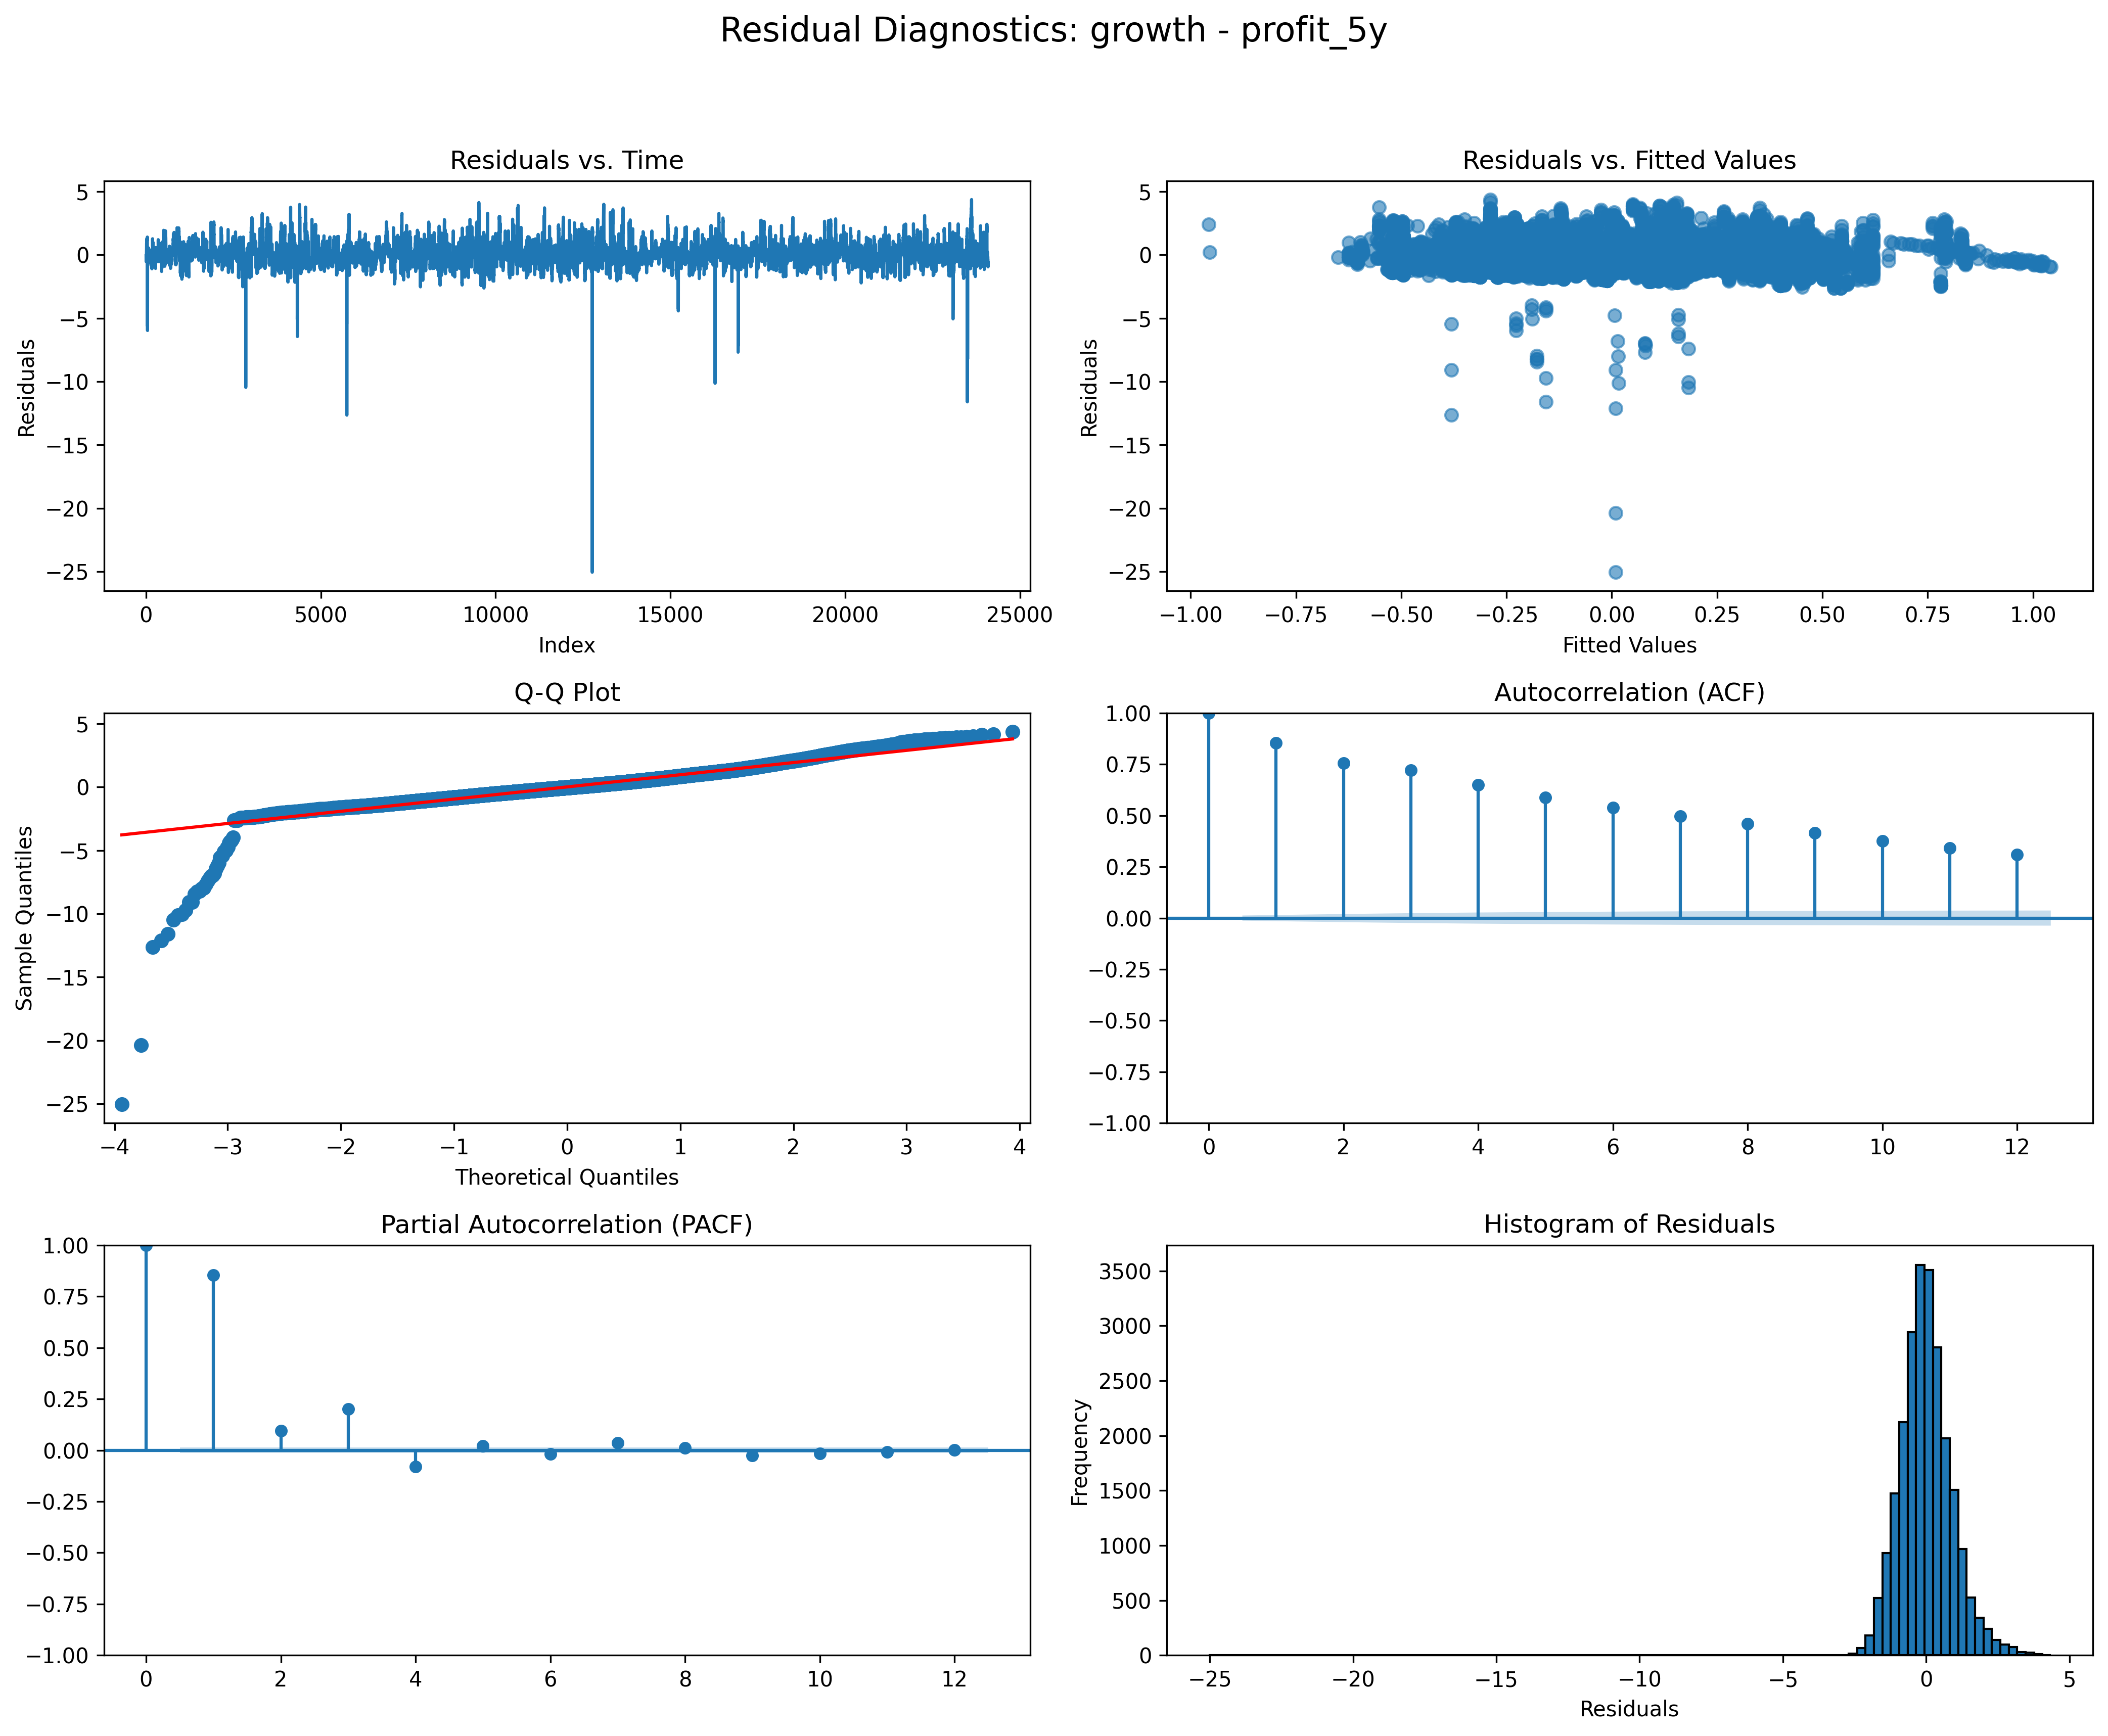 Residual Diagnostics: growth - profit_5y
Residuals vs. Time
5
0
−5
−10
−15
−20
−25
Residuals
0 5000 10000 15000 20000 25000
Index
Residuals vs. Fitted Values
5
0
−5
−10
−15
−20
−25
Residuals
−1.00 −0.75 −0.50 −0.25 0.00 0.25 0.50 0.75 1.00
Fitted Values
Q-Q Plot
5
0
−5
−10
−15
−20
−25
Sample Quantiles
−4 −3 −2 −1 0 1 2 3 4
Theoretical Quantiles
Autocorrelation (ACF)
1.00
0.75
0.50
0.25
0.00
−0.25
−0.50
−0.75
−1.00
0 2 4 6 8 10 12
Partial Autocorrelation (PACF)
1.00
0.75
0.50
0.25
0.00
−0.25
−0.50
−0.75
−1.00
0 2 4 6 8 10 12
Histogram of Residuals
3500
3000
2500
2000
1500
1000
500
0
Frequency
−25 −20 −15 −10 −5 0 5
Residuals